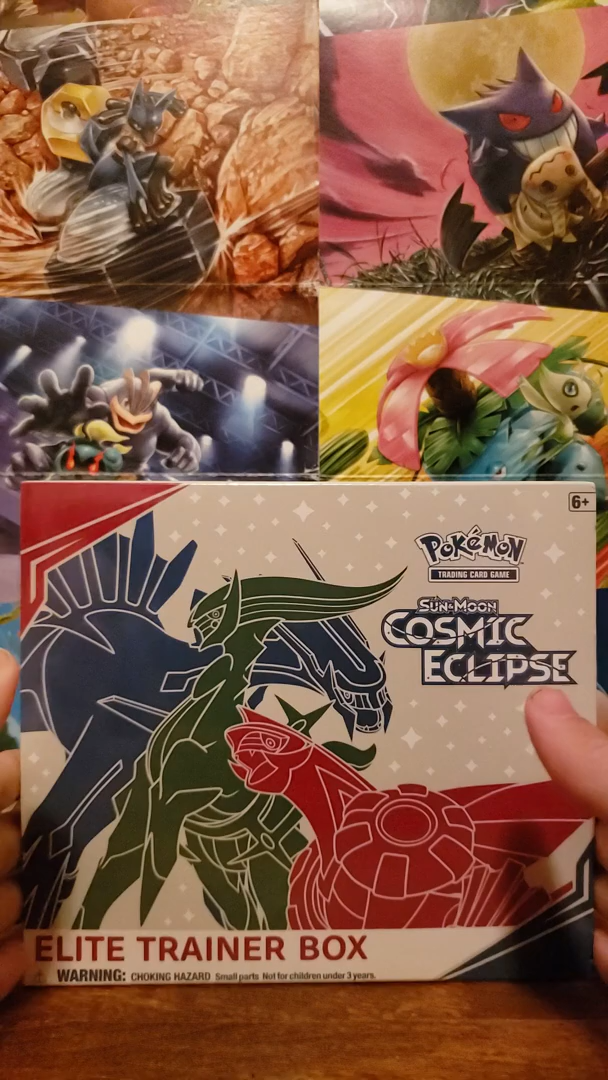 6+
POKéMON
TRADING CARD GAME
SUN & MOON
COSMIC
ECLIPSE
ELITE TRAINER BOX
WARNING: CHOKING HAZARD Small parts Not for children under 3 years.